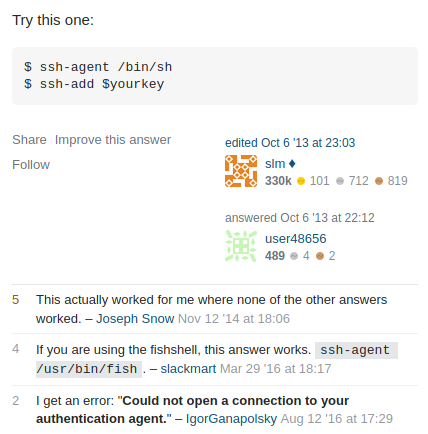 Try this one:
$ ssh-agent /bin/sh
$ ssh-add $yourkey
Share Improve this answer
Follow
edited Oct 6 '13 at 23:03
slm ♦
330k 101 712 819
answered Oct 6 '13 at 22:12
user48656
489 4 2
5 This actually worked for me where none of the other answers
worked. – Joseph Snow Nov 12 '14 at 18:06
4 If you are using the fishshell, this answer works. ssh-agent
/usr/bin/fish . – slackmart Mar 29 '16 at 18:17
2 I get an error: "Could not open a connection to your
authentication agent." – IgorGanapolsky Aug 12 '16 at 17:29